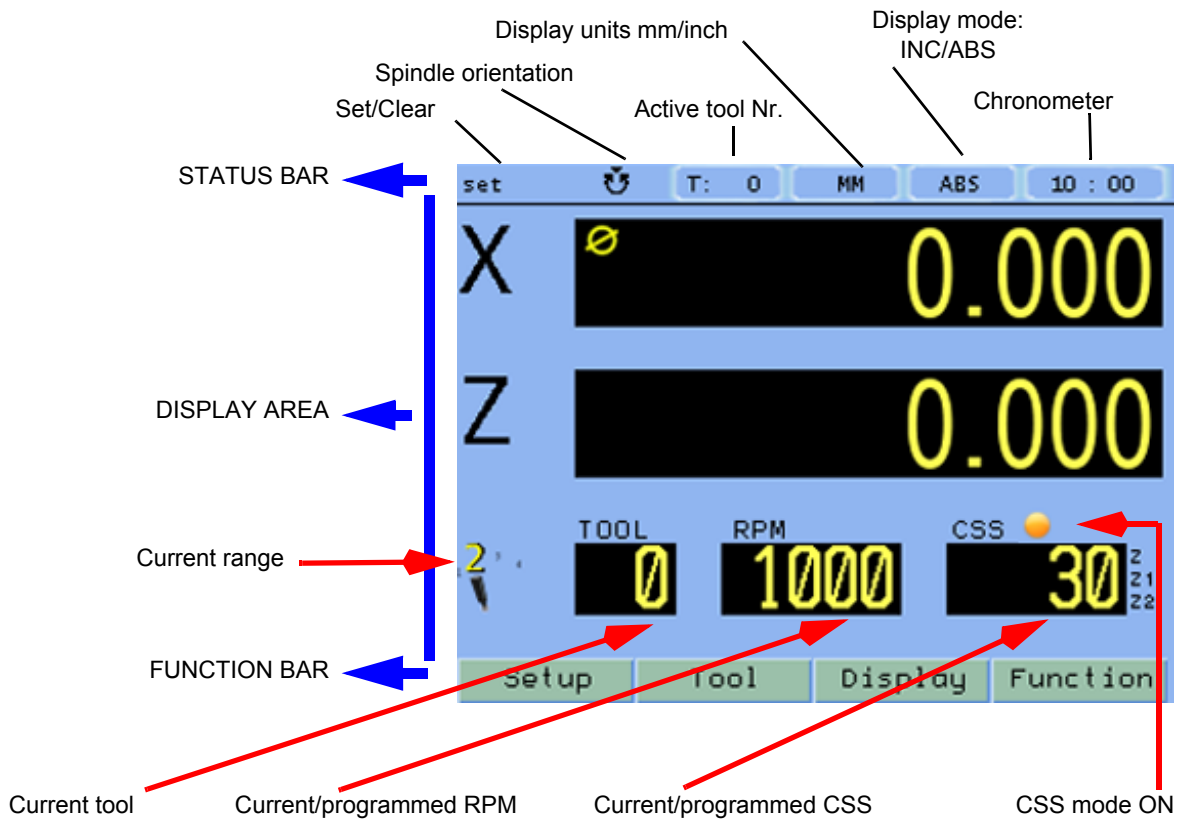 Display units mm/inch
Display mode:
INC/ABS
Spindle orientation
Set/Clear
Active tool Nr.
Chronometer
STATUS BAR
set
T: 0
MM
ABS
10 : 00
X
Ø
0.000
DISPLAY AREA
Z
0.000
Current range
2
TOOL
RPM
CSS
0
1000
30
Z
Z1
Z2
FUNCTION BAR
Setup
Tool
Display
Function
Current tool
Current/programmed RPM
Current/programmed CSS
CSS mode ON